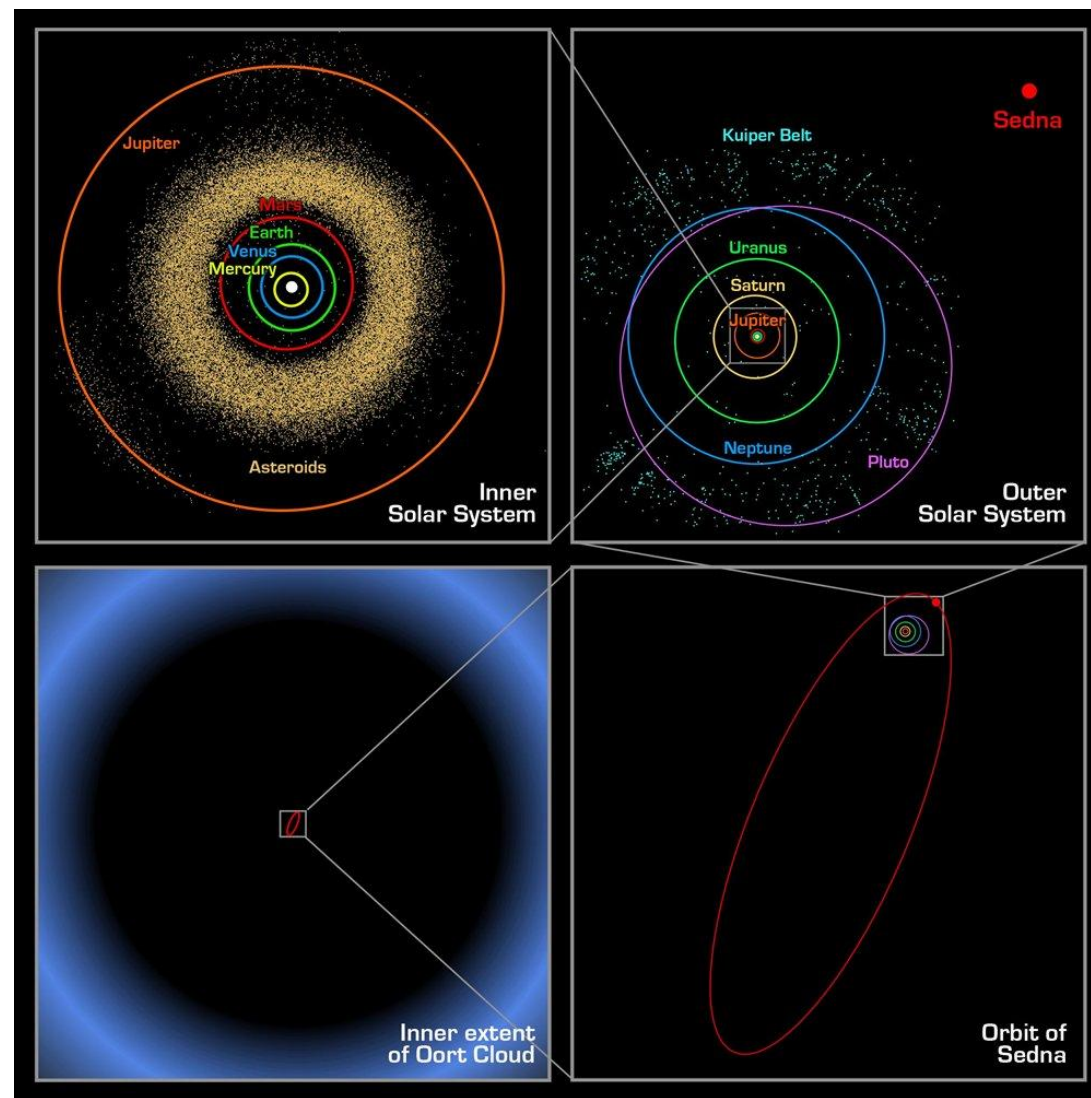 Jupiter
Mars
Earth
Venus
Mercury
Asteroids
Inner
Solar System
Sedna
Kuiper Belt
Uranus
Saturn
Jupiter
Neptune
Pluto
Outer
Solar System
Inner extent
of Oort Cloud
Orbit of
Sedna